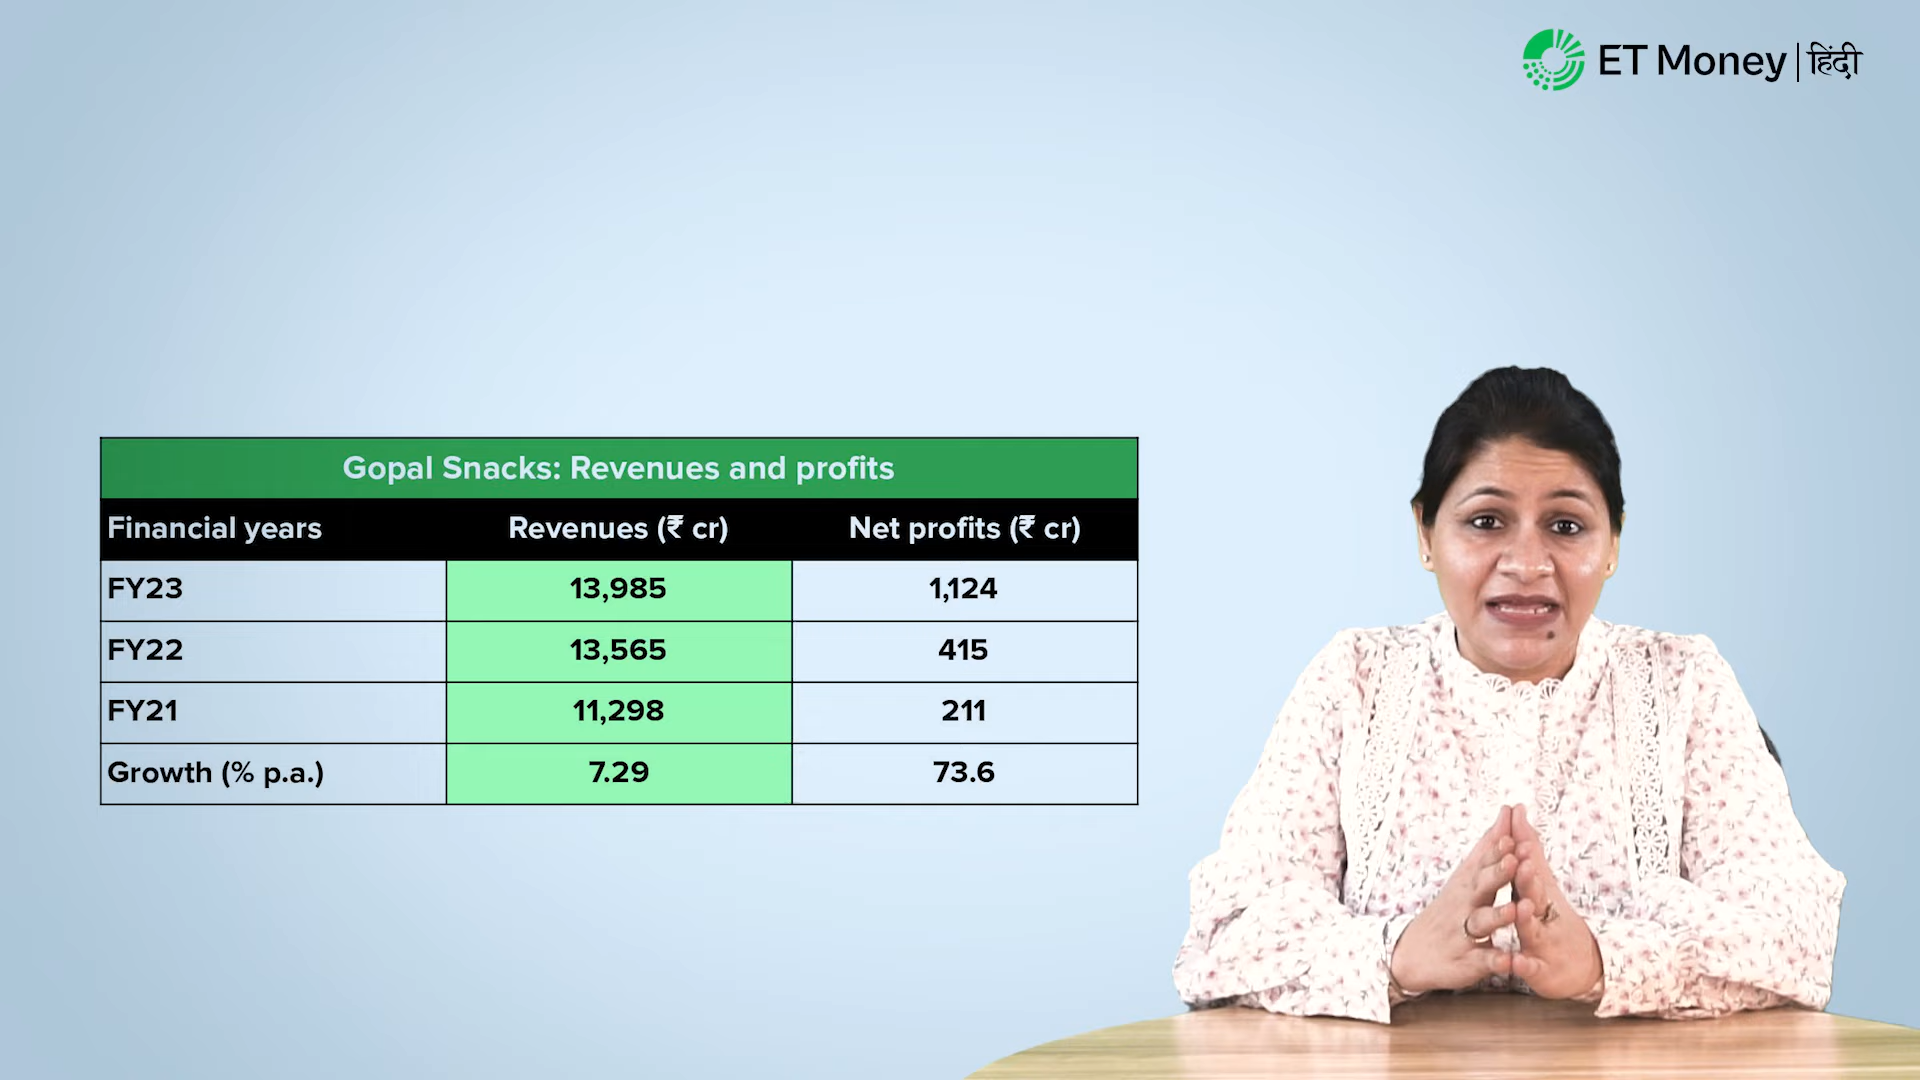 ET Money | हिंदी
Gopal Snacks: Revenues and profits
Financial years Revenues (₹ cr) Net profits (₹ cr)
FY23 13,985 1,124
FY22 13,565 415
FY21 11,298 211
Growth (% p.a.) 7.29 73.6